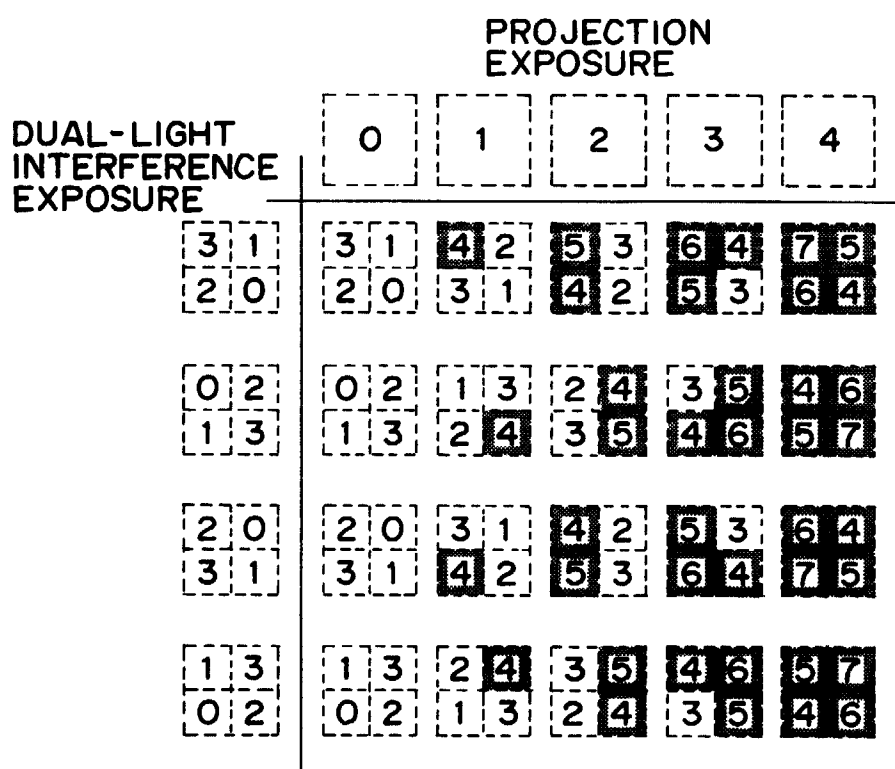 PROJECTION
EXPOSURE
DUAL-LIGHT
INTERFERENCE
EXPOSURE
0 1 2 3 4
3 1 3 1 4 2 5 3 6 4 7 5
2 0 2 0 3 1 4 2 5 3 6 4
0 2 0 2 1 3 2 4 3 5 4 6
1 3 1 3 2 4 3 5 4 6 5 7
2 0 2 0 3 1 4 2 5 3 6 4
3 1 3 1 4 2 5 3 6 4 7 5
1 3 1 3 2 4 3 5 4 6 5 7
0 2 0 2 1 3 2 4 3 5 4 6